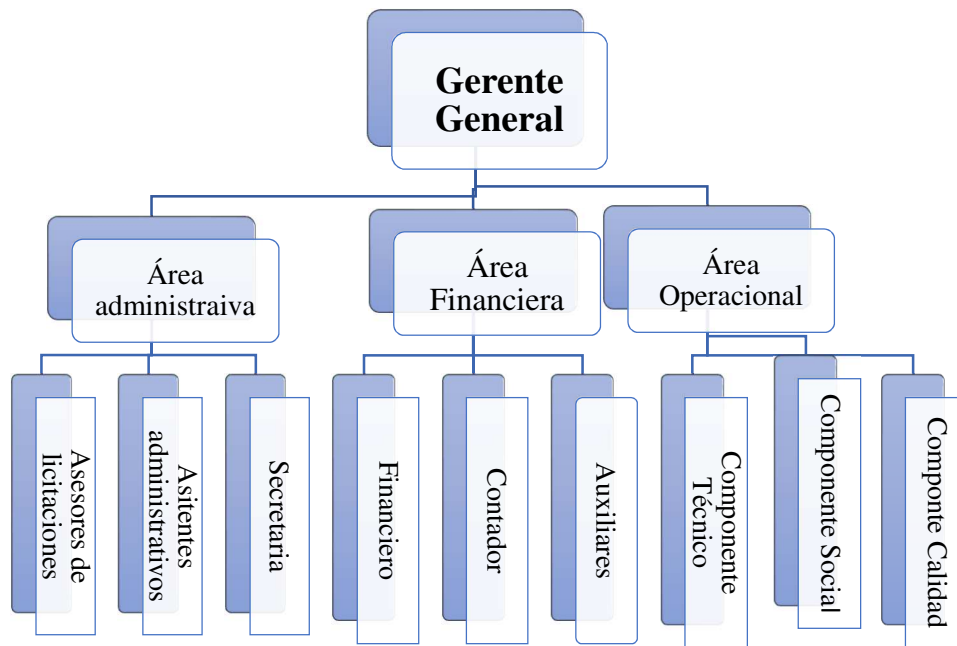 Gerente
General
Área
administraiva
Área
Financiera
Área
Operacional
Asesores de
licitaciones
Asitentes
administrativos
Secretaria
Financiero
Contador
Auxiliares
Componente
Técnico
Componente Social
Componte Calidad